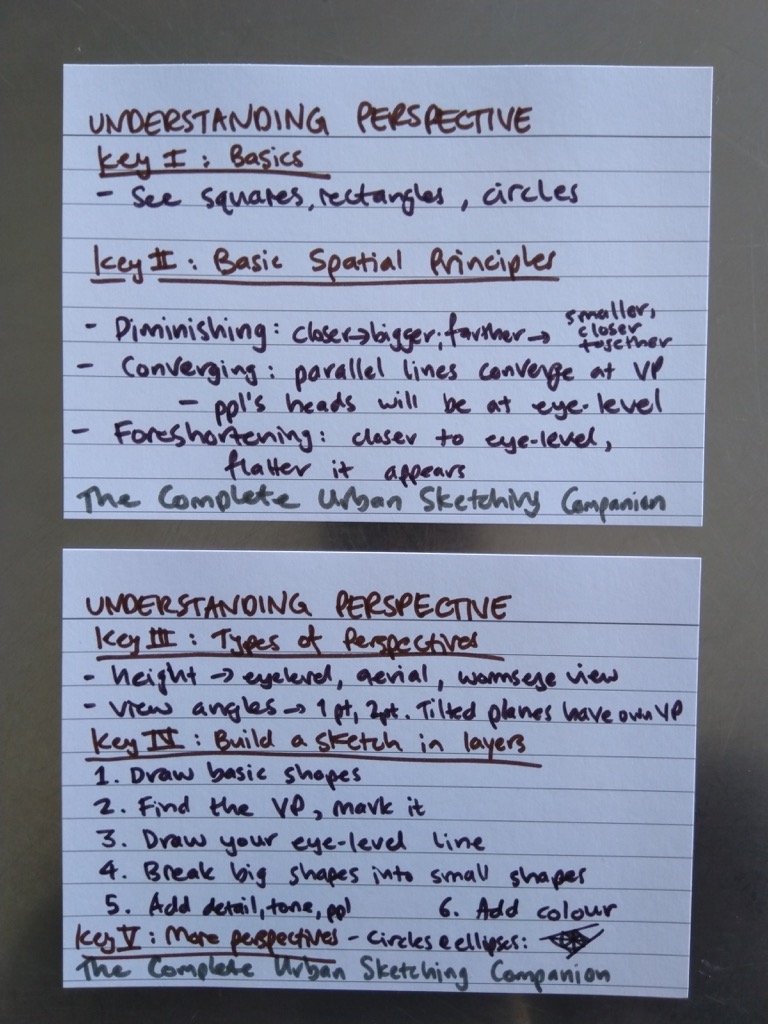 UNDERSTANDING PERSPECTIVE
Key I : Basics
- See squares, rectangles, circles
Key II : Basic Spatial Principles
- Diminishing: closer→bigger; farther→ smaller, closer together
- Converging: parallel lines converge at VP
- ppl's heads will be at eye-level
- Foreshortening: closer to eye-level,
flatter it appears
The Complete Urban Sketching Companion
UNDERSTANDING PERSPECTIVE
Key III : Types of Perspectives
- height → eyelevel, aerial, wormseye view
- View angles → 1pt, 2pt. Tilted planes have own VP
Key IV : Build a sketch in layers
1. Draw basic shapes
2. Find the VP, mark it
3. Draw your eye-level line
4. Break big shapes into small shapes
5. Add detail, tone, ppl 6. Add colour
Key V : More perspectives - Circles & ellipses:
The Complete Urban Sketching Companion